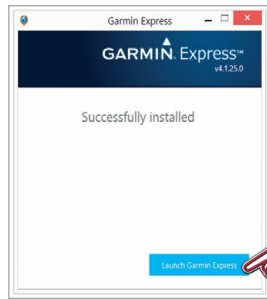 Garmin Express
GARMIN. Express™
v4.1.25.0
Successfully installed
Launch Garmin Express